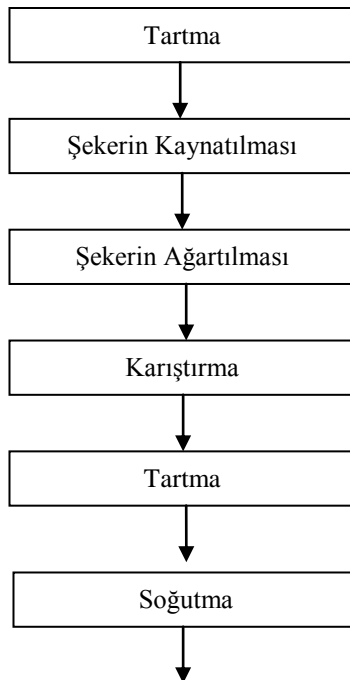 Tartma
Şekerin Kaynatılması
Şekerin Ağartılması
Karıştırma
Tartma
Soğutma